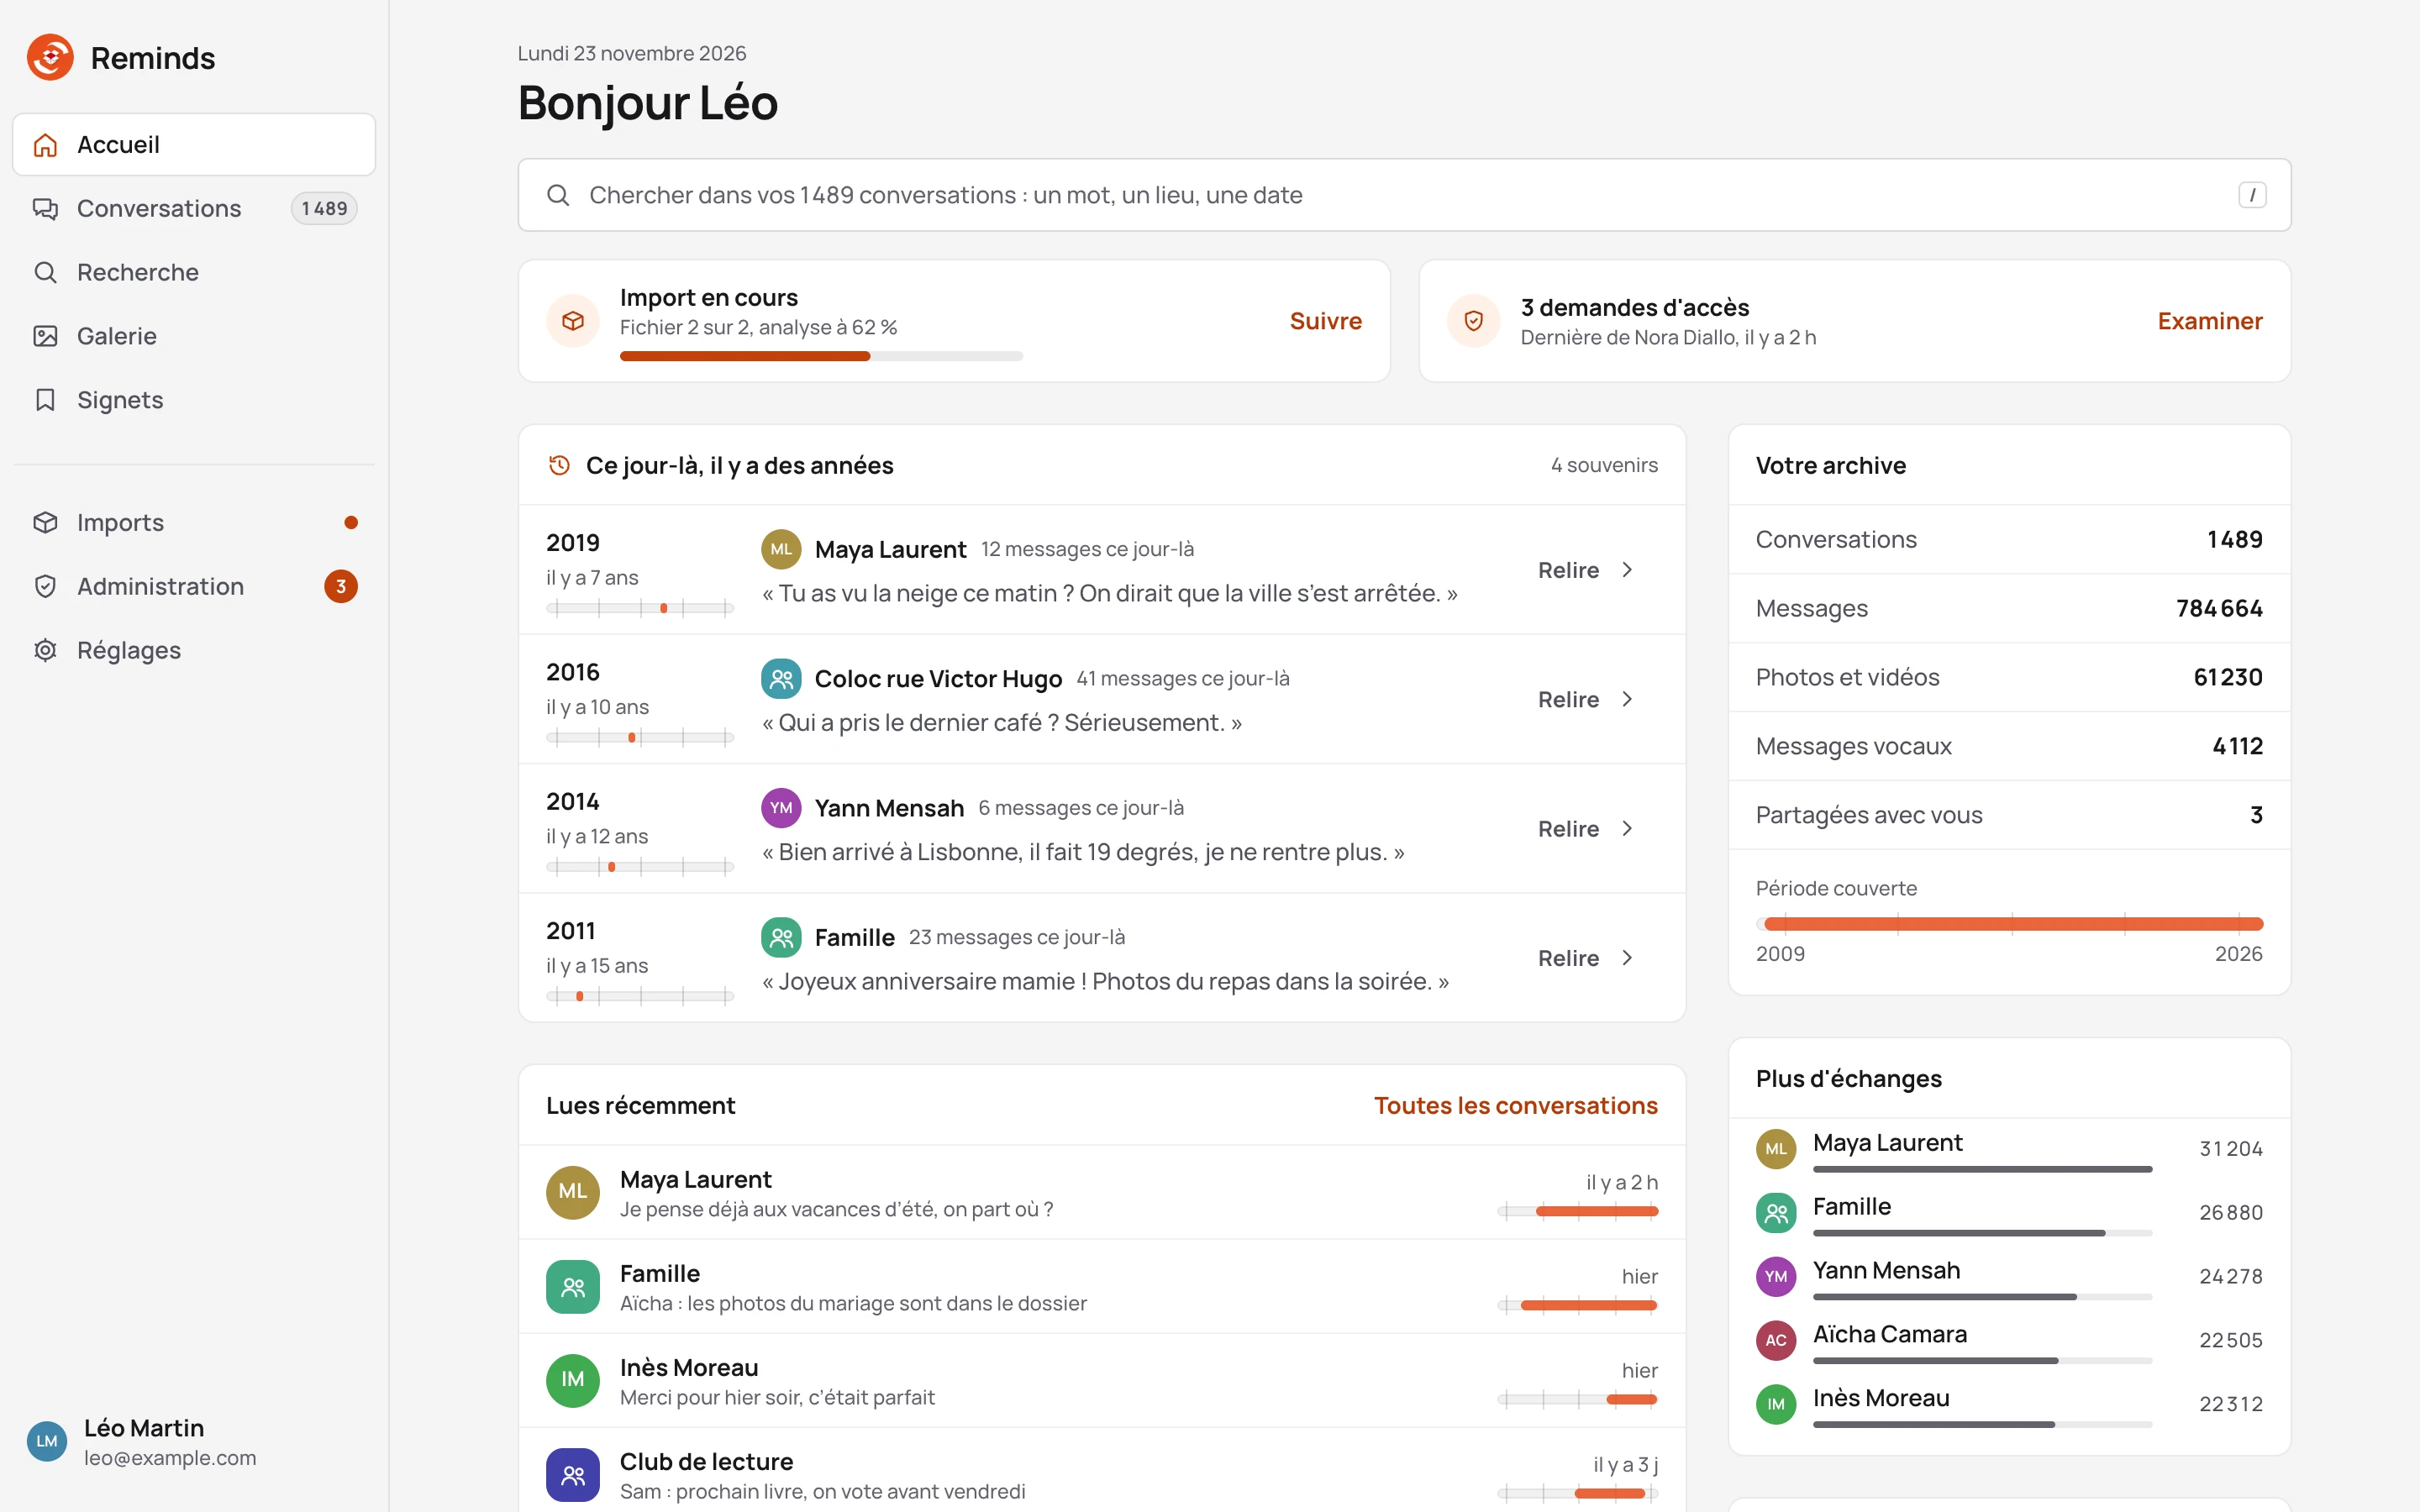 Reminds
Accueil
Conversations 1 489
Recherche
Galerie
Signets
Imports
Administration 3
Réglages
LM
Léo Martin
leo@example.com
Lundi 23 novembre 2026
Bonjour Léo
Chercher dans vos 1 489 conversations : un mot, un lieu, une date /
Import en cours
Fichier 2 sur 2, analyse à 62 %
Suivre
3 demandes d'accès
Dernière de Nora Diallo, il y a 2 h
Examiner
Ce jour-là, il y a des années 4 souvenirs
2019
il y a 7 ans
ML Maya Laurent 12 messages ce jour-là
« Tu as vu la neige ce matin ? On dirait que la ville s’est arrêtée. »
Relire
2016
il y a 10 ans
Coloc rue Victor Hugo 41 messages ce jour-là
« Qui a pris le dernier café ? Sérieusement. »
Relire
2014
il y a 12 ans
YM Yann Mensah 6 messages ce jour-là
« Bien arrivé à Lisbonne, il fait 19 degrés, je ne rentre plus. »
Relire
2011
il y a 15 ans
Famille 23 messages ce jour-là
« Joyeux anniversaire mamie ! Photos du repas dans la soirée. »
Relire
Lues récemment Toutes les conversations
ML Maya Laurent il y a 2 h
Je pense déjà aux vacances d’été, on part où ?
Famille hier
Aïcha : les photos du mariage sont dans le dossier
IM Inès Moreau hier
Merci pour hier soir, c’était parfait
Club de lecture il y a 3 j
Sam : prochain livre, on vote avant vendredi
Votre archive
Conversations 1 489
Messages 784 664
Photos et vidéos 61 230
Messages vocaux 4 112
Partagées avec vous 3
Période couverte
2009 2026
Plus d'échanges
ML Maya Laurent 31 204
Famille 26 880
YM Yann Mensah 24 278
AC Aïcha Camara 22 505
IM Inès Moreau 22 312